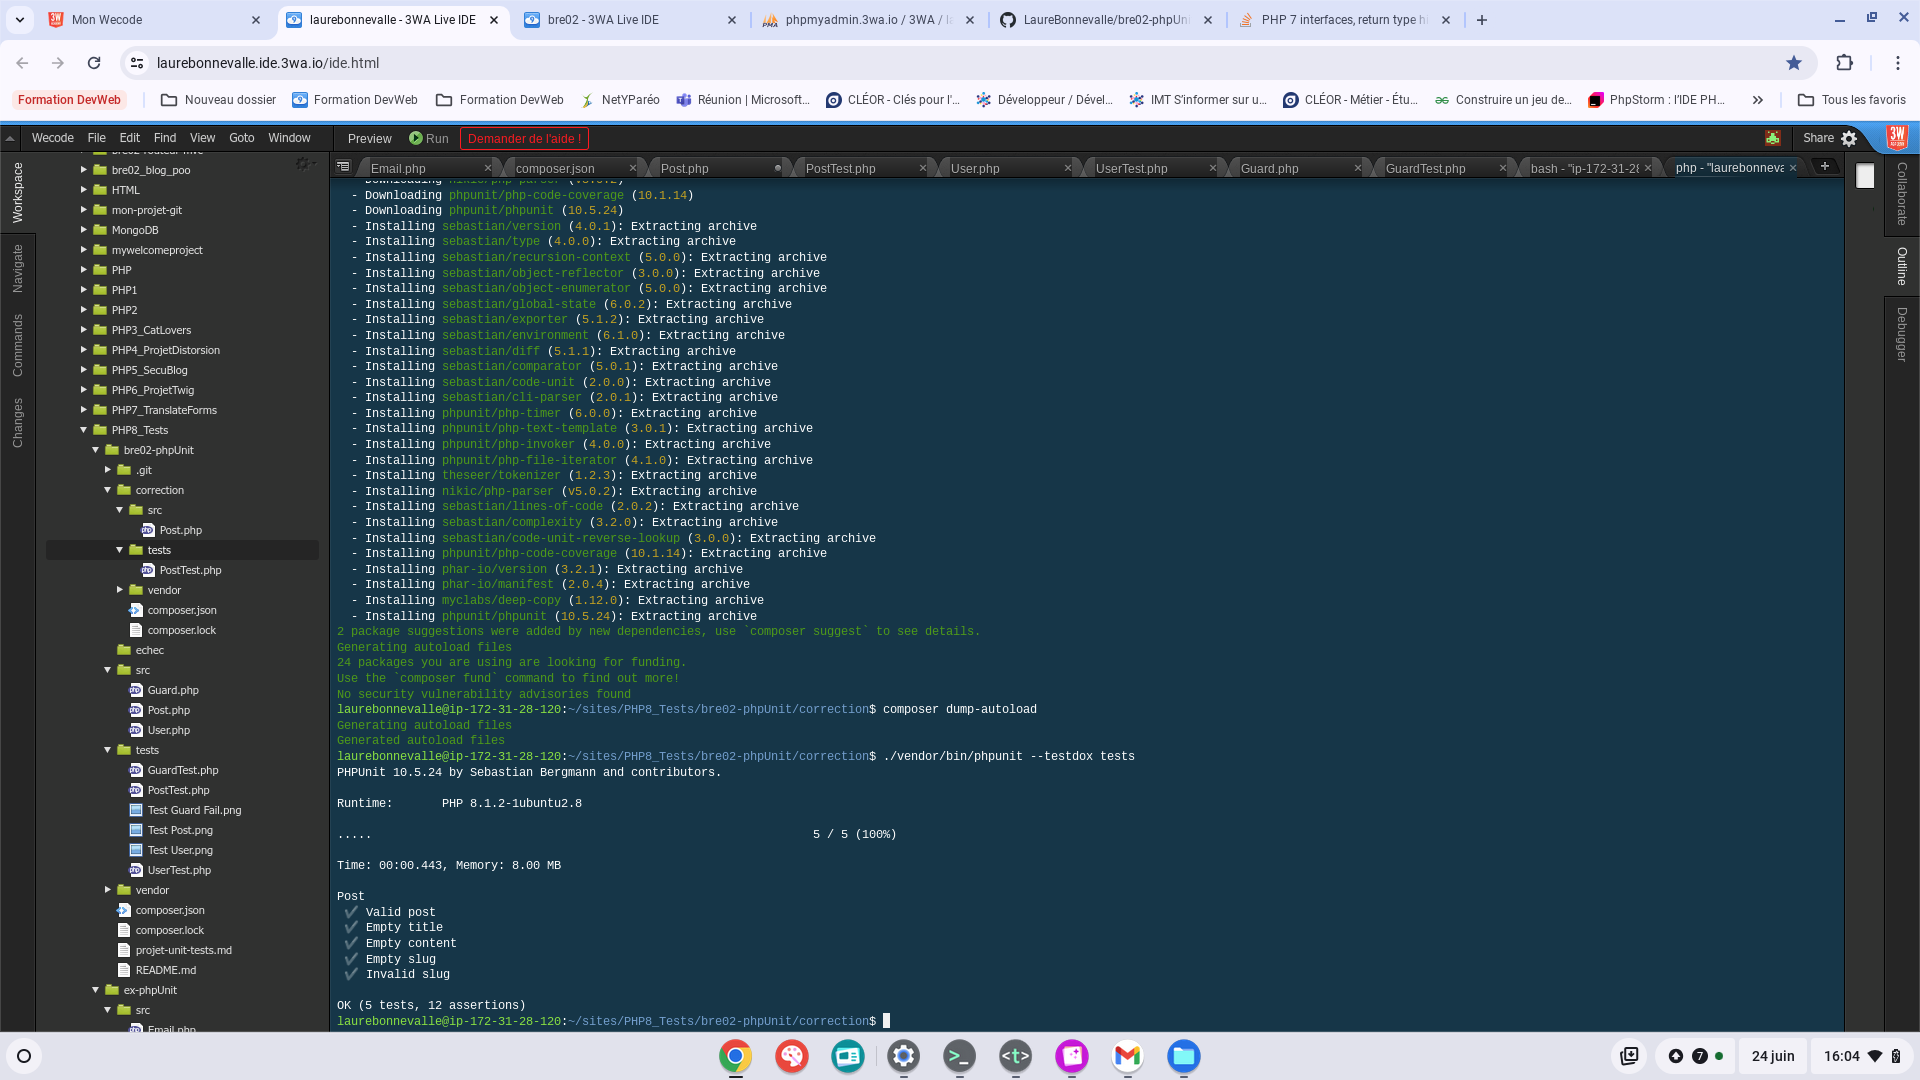 Mon Wecode
laurebonnevalle - 3WA Live IDE
bre02 - 3WA Live IDE
phpmyadmin.3wa.io / 3WA / l
LaureBonnevalle/bre02-phpUni
PHP 7 interfaces, return type hi
laurebonnevalle.ide.3wa.io/ide.html
Formation DevWeb
Nouveau dossier
Formation DevWeb
Formation DevWeb
NetYParéo
Réunion | Microsoft...
CLÉOR - Clés pour l'...
Développeur / Dével...
IMT S'informer sur u...
CLÉOR - Métier - Étu...
Construire un jeu de...
PhpStorm : l'IDE PH...
Tous les favoris
Wecode File Edit Find View Goto Window Preview Run Demander de l'aide ! Share
Email.php composer.json Post.php PostTest.php User.php UserTest.php Guard.php GuardTest.php bash - "ip-172-31-28 php - "laurebonneva
Workspace
Navigate
Commands
Changes
bre02_blog_poo
HTML
mon-projet-git
MongoDB
mywelcomeproject
PHP
PHP1
PHP2
PHP3_CatLovers
PHP4_ProjetDistorsion
PHP5_SecuBlog
PHP6_ProjetTwig
PHP7_TranslateForms
PHP8_Tests
bre02-phpUnit
.git
correction
src
Post.php
tests
PostTest.php
vendor
composer.json
composer.lock
echec
src
Guard.php
Post.php
User.php
tests
GuardTest.php
PostTest.php
Test Guard Fail.png
Test Post.png
Test User.png
UserTest.php
vendor
composer.json
composer.lock
projet-unit-tests.md
README.md
ex-phpUnit
src
Email.php
- Downloading phpunit/php-code-coverage (10.1.14)
- Downloading phpunit/phpunit (10.5.24)
- Installing sebastian/version (4.0.1): Extracting archive
- Installing sebastian/type (4.0.0): Extracting archive
- Installing sebastian/recursion-context (5.0.0): Extracting archive
- Installing sebastian/object-reflector (3.0.0): Extracting archive
- Installing sebastian/object-enumerator (5.0.0): Extracting archive
- Installing sebastian/global-state (6.0.2): Extracting archive
- Installing sebastian/exporter (5.1.2): Extracting archive
- Installing sebastian/environment (6.1.0): Extracting archive
- Installing sebastian/diff (5.1.1): Extracting archive
- Installing sebastian/comparator (5.0.1): Extracting archive
- Installing sebastian/code-unit (2.0.0): Extracting archive
- Installing sebastian/cli-parser (2.0.1): Extracting archive
- Installing phpunit/php-timer (6.0.0): Extracting archive
- Installing phpunit/php-text-template (3.0.1): Extracting archive
- Installing phpunit/php-invoker (4.0.0): Extracting archive
- Installing phpunit/php-file-iterator (4.1.0): Extracting archive
- Installing theseer/tokenizer (1.2.3): Extracting archive
- Installing nikic/php-parser (v5.0.2): Extracting archive
- Installing sebastian/lines-of-code (2.0.2): Extracting archive
- Installing sebastian/complexity (3.2.0): Extracting archive
- Installing sebastian/code-unit-reverse-lookup (3.0.0): Extracting archive
- Installing phpunit/php-code-coverage (10.1.14): Extracting archive
- Installing phar-io/version (3.2.1): Extracting archive
- Installing phar-io/manifest (2.0.4): Extracting archive
- Installing myclabs/deep-copy (1.12.0): Extracting archive
- Installing phpunit/phpunit (10.5.24): Extracting archive
2 package suggestions were added by new dependencies, use `composer suggest` to see details.
Generating autoload files
24 packages you are using are looking for funding.
Use the `composer fund` command to find out more!
No security vulnerability advisories found
laurebonnevalle@ip-172-31-28-120:~/sites/PHP8_Tests/bre02-phpUnit/correction$ composer dump-autoload
Generating autoload files
Generated autoload files
laurebonnevalle@ip-172-31-28-120:~/sites/PHP8_Tests/bre02-phpUnit/correction$ ./vendor/bin/phpunit --testdox tests
PHPUnit 10.5.24 by Sebastian Bergmann and contributors.
Runtime: PHP 8.1.2-1ubuntu2.8
..... 5 / 5 (100%)
Time: 00:00.443, Memory: 8.00 MB
Post
✔ Valid post
✔ Empty title
✔ Empty content
✔ Empty slug
✔ Invalid slug
OK (5 tests, 12 assertions)
laurebonnevalle@ip-172-31-28-120:~/sites/PHP8_Tests/bre02-phpUnit/correction$
Collaborate
Outline
Debugger
7
24 juin
16:04